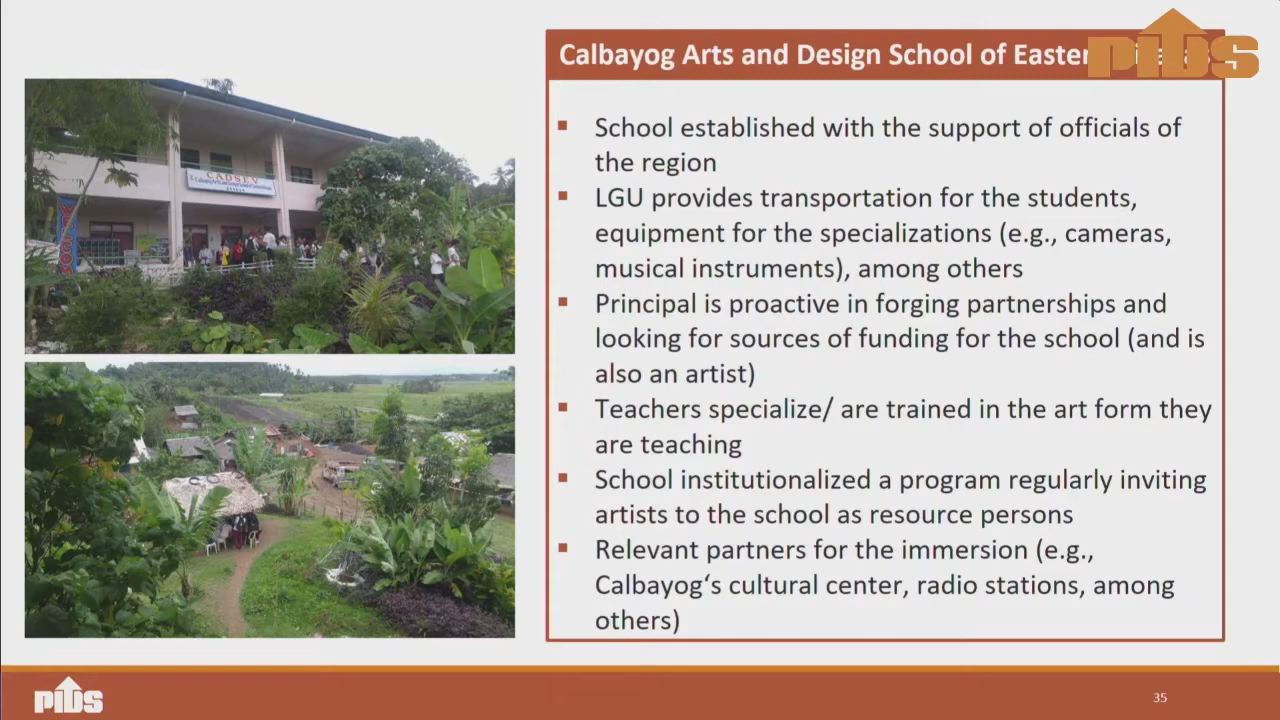 Calbayog Arts and Design School of Easter
pids
CADSEV
School established with the support of officials of
the region
LGU provides transportation for the students,
equipment for the specializations (e.g., cameras,
musical instruments), among others
Principal is proactive in forging partnerships and
looking for sources of funding for the school (and is
also an artist)
Teachers specialize/ are trained in the art form they
are teaching
School institutionalized a program regularly inviting
artists to the school as resource persons
Relevant partners for the immersion (e.g.,
Calbayog‘s cultural center, radio stations, among
others)
pids
35